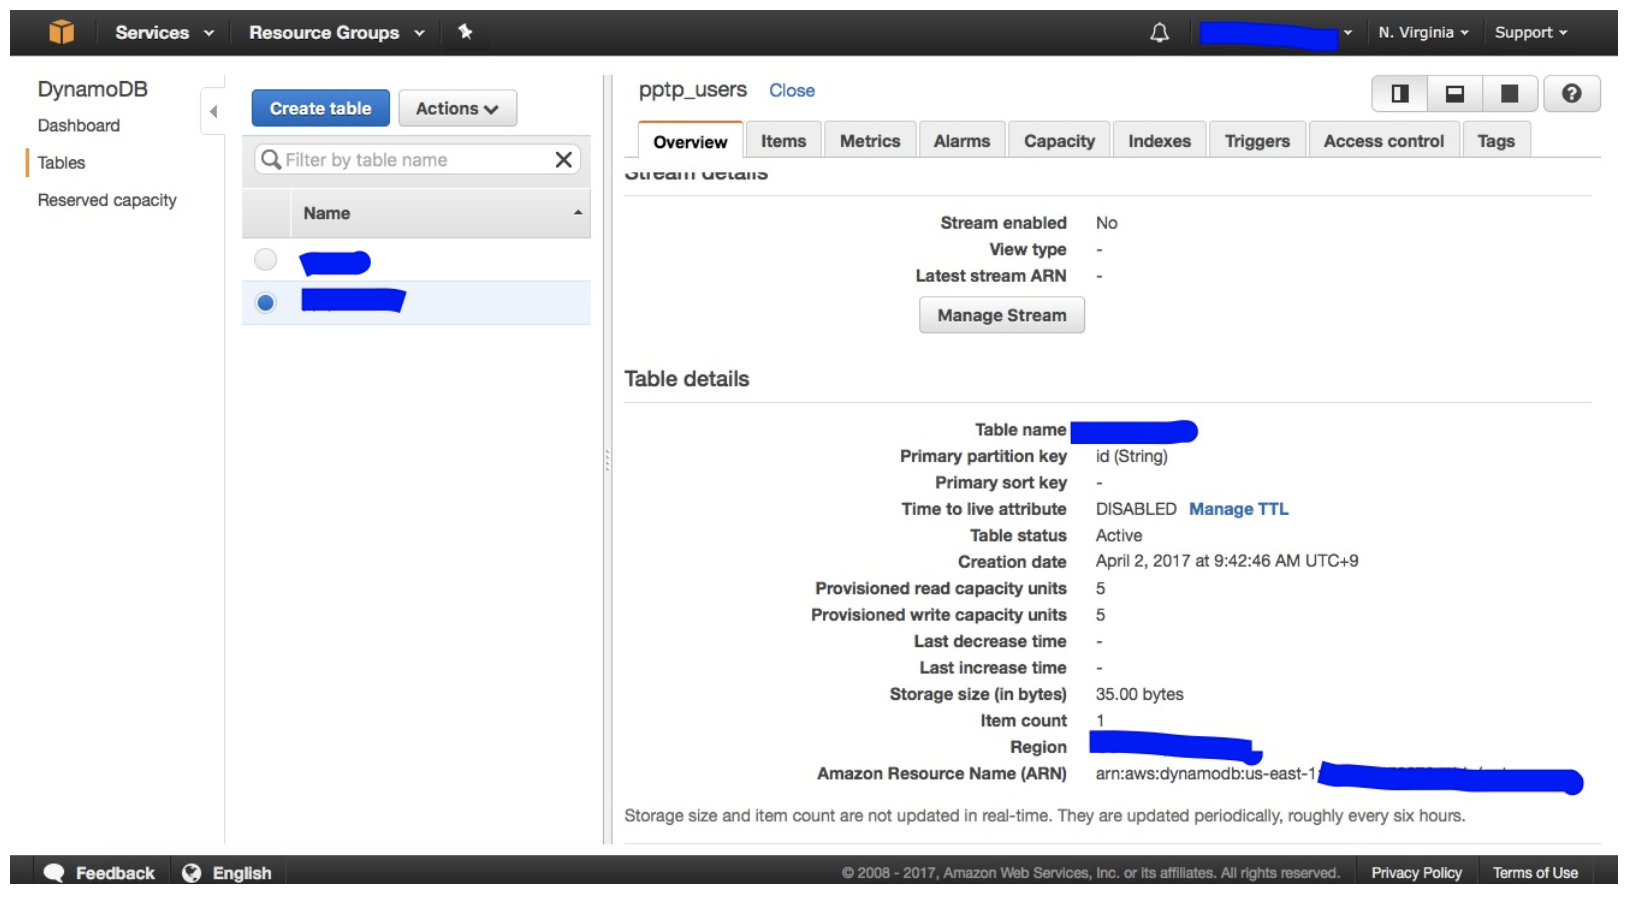 Services Resource Groups N. Virginia Support
DynamoDB
Dashboard
Tables
Reserved capacity
Create table Actions
Filter by table name
Name
pptp_users Close
Overview Items Metrics Alarms Capacity Indexes Triggers Access control Tags
Stream details
Stream enabled No
View type -
Latest stream ARN -
Manage Stream
Table details
Table name
Primary partition key id (String)
Primary sort key -
Time to live attribute DISABLED Manage TTL
Table status Active
Creation date April 2, 2017 at 9:42:46 AM UTC+9
Provisioned read capacity units 5
Provisioned write capacity units 5
Last decrease time -
Last increase time -
Storage size (in bytes) 35.00 bytes
Item count 1
Region
Amazon Resource Name (ARN) arn:aws:dynamodb:us-east-1:
Storage size and item count are not updated in real-time. They are updated periodically, roughly every six hours.
Feedback English © 2008 - 2017, Amazon Web Services, Inc. or its affiliates. All rights reserved. Privacy Policy Terms of Use